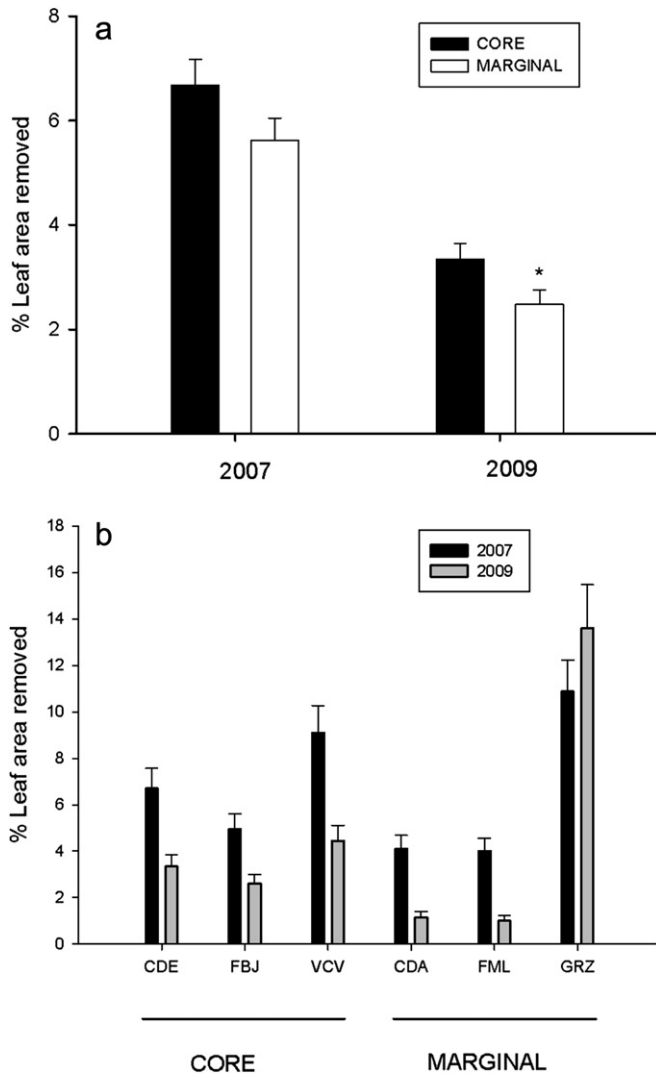 a
CORE
MARGINAL
% Leaf area removed
8
6
4
2
0
*
2007
2009
b
2007
2009
% Leaf area removed
18
16
14
12
10
8
6
4
2
0
CDE FBJ VCV CDA FML GRZ
CORE MARGINAL